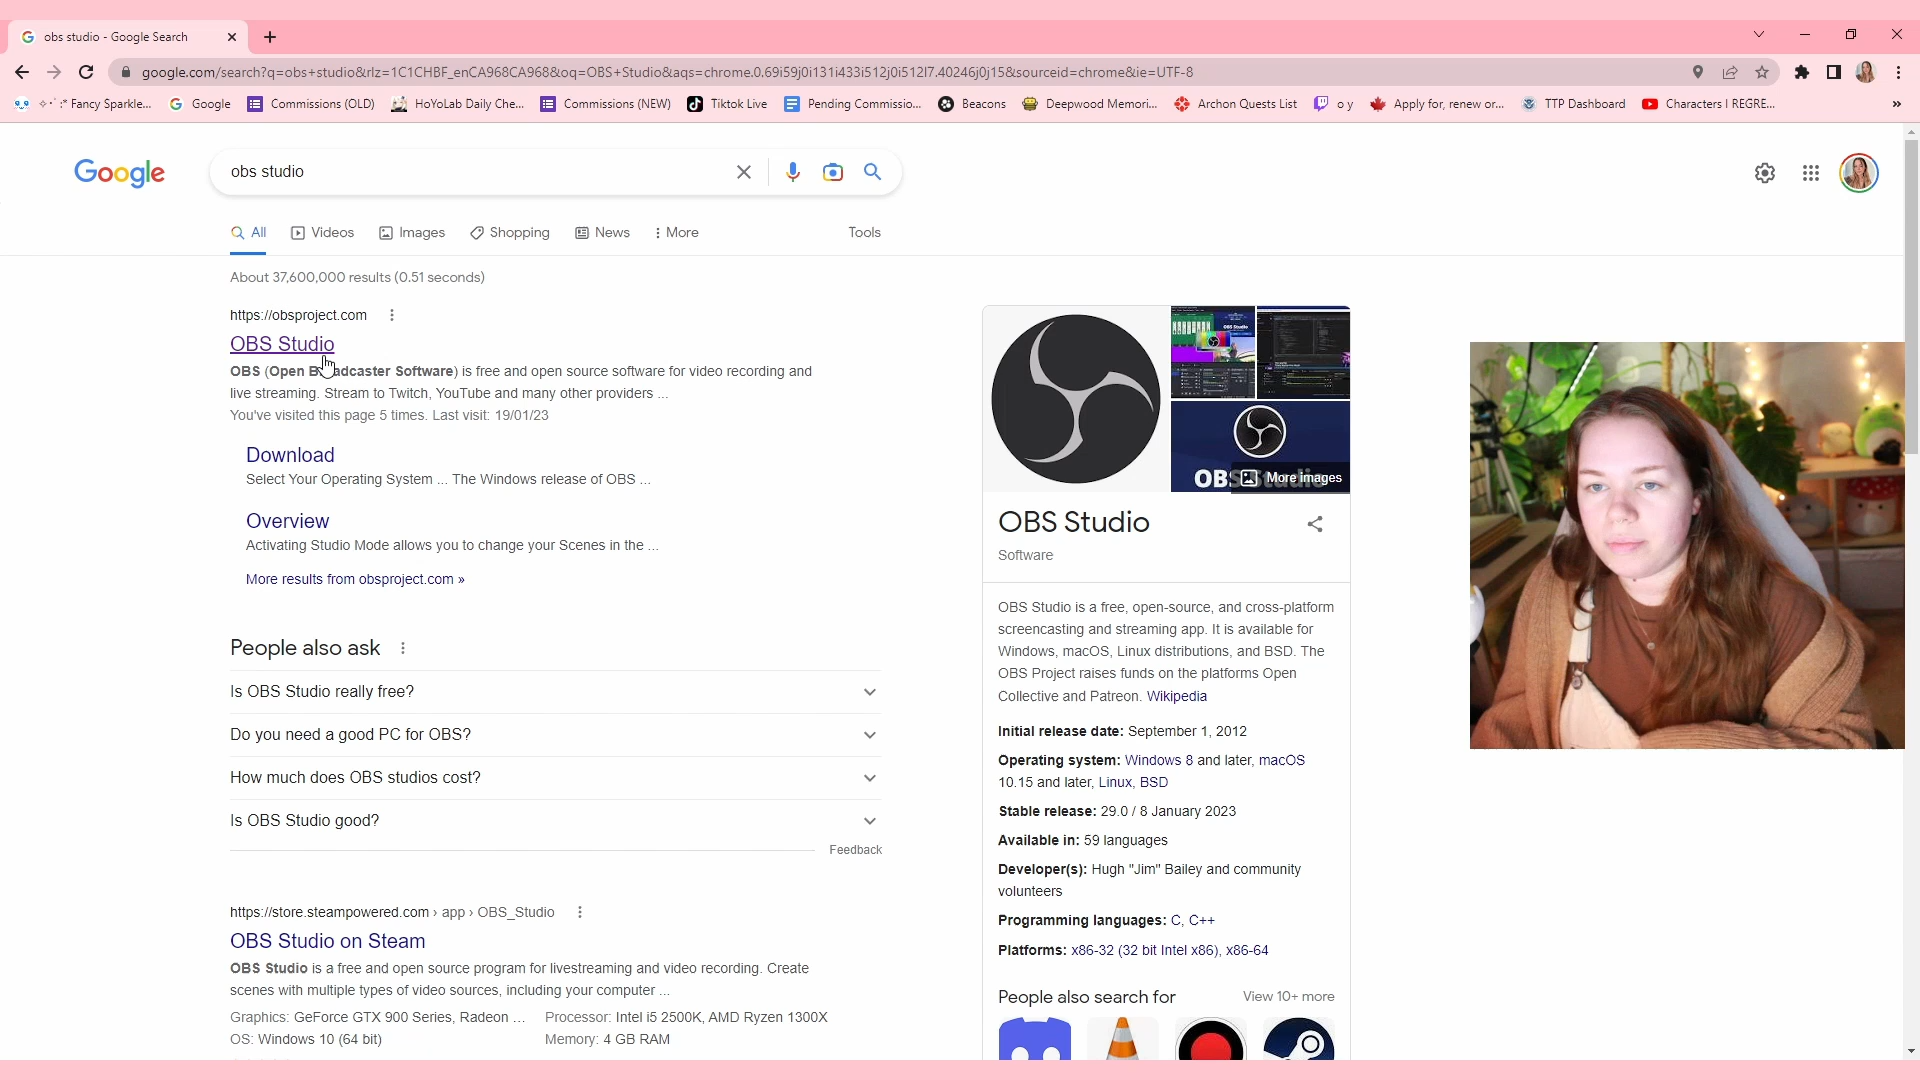 obs studio - Google Search
google.com/search?q=obs+studio&rlz=1C1CHBF_enCA968CA968&oq=OBS+Studio&aqs=chrome.0.69i59j0i131i433i512j0i512l7.40246j0j15&sourceid=chrome&ie=UTF-8
Fancy Sparkle... Google Commissions (OLD) HoYoLab Daily Che... Commissions (NEW) Tiktok Live Pending Commissio... Beacons Deepwood Memori... Archon Quests List o y Apply for, renew or... TTP Dashboard Characters I REGRE...
Google
obs studio
All Videos Images Shopping News More Tools
About 37,600,000 results (0.51 seconds)
https://obsproject.com
OBS Studio
OBS (Open Broadcaster Software) is free and open source software for video recording and
live streaming. Stream to Twitch, YouTube and many other providers ...
You've visited this page 5 times. Last visit: 19/01/23
Download
Select Your Operating System ... The Windows release of OBS ...
Overview
Activating Studio Mode allows you to change your Scenes in the ...
More results from obsproject.com »
People also ask
Is OBS Studio really free?
Do you need a good PC for OBS?
How much does OBS studios cost?
Is OBS Studio good?
Feedback
https://store.steampowered.com › app › OBS_Studio
OBS Studio on Steam
OBS Studio is a free and open source program for livestreaming and video recording. Create
scenes with multiple types of video sources, including your computer ...
Graphics: GeForce GTX 900 Series, Radeon ... Processor: Intel i5 2500K, AMD Ryzen 1300X
OS: Windows 10 (64 bit) Memory: 4 GB RAM
More images
OBS Studio
Software
OBS Studio is a free, open-source, and cross-platform
screencasting and streaming app. It is available for
Windows, macOS, Linux distributions, and BSD. The
OBS Project raises funds on the platforms Open
Collective and Patreon. Wikipedia
Initial release date: September 1, 2012
Operating system: Windows 8 and later, macOS
10.15 and later, Linux, BSD
Stable release: 29.0 / 8 January 2023
Available in: 59 languages
Developer(s): Hugh "Jim" Bailey and community
volunteers
Programming languages: C, C++
Platforms: x86-32 (32 bit Intel x86), x86-64
People also search for View 10+ more